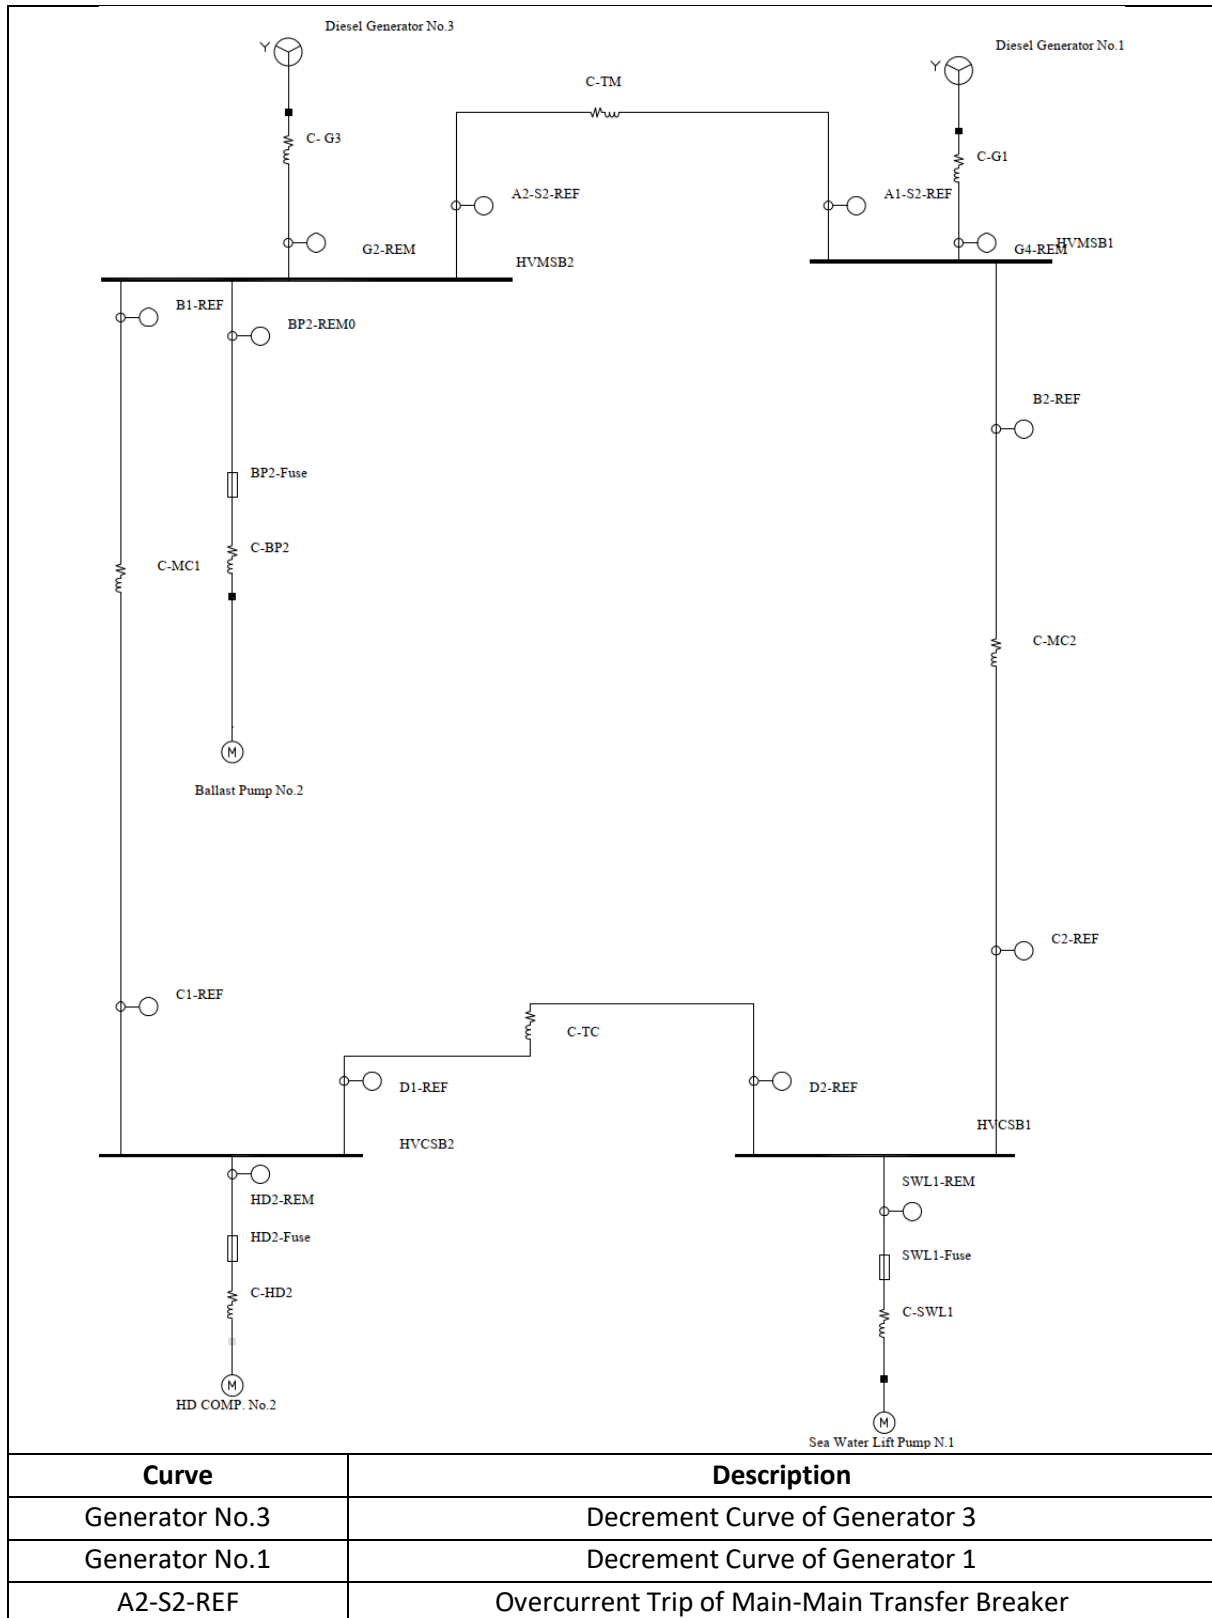 Diesel Generator No.3
Y
Diesel Generator No.1
Y
C-TM
C- G3
C-G1
A2-S2-REF
A1-S2-REF
G2-REM
G4-REM
HVMSB1
HVMSB2
B1-REF
BP2-REM0
B2-REF
BP2-Fuse
C-BP2
C-MC1
C-MC2
M
Ballast Pump No.2
C2-REF
C1-REF
C-TC
D1-REF
D2-REF
HVCSB1
HVCSB2
SWL1-REM
HD2-REM
HD2-Fuse
SWL1-Fuse
C-HD2
C-SWL1
M
HD COMP. No.2
M
Sea Water Lift Pump N.1
Curve Description
Generator No.3 Decrement Curve of Generator 3
Generator No.1 Decrement Curve of Generator 1
A2-S2-REF Overcurrent Trip of Main-Main Transfer Breaker